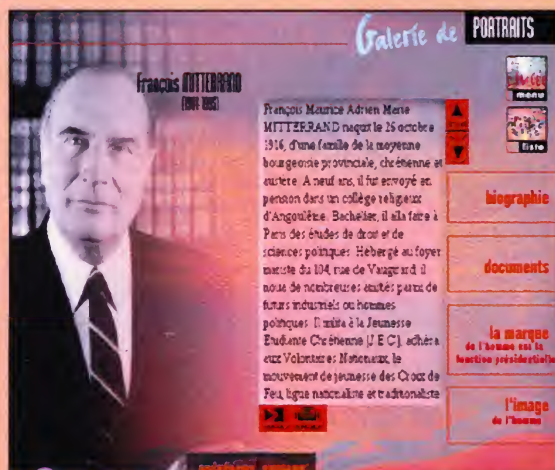 Galerie de PORTRAITS
François MITTERRAND
menu
liste
François Maurice Adrien Marie
MITTERRAND naquit le 26 octobre
1916, d'une famille de la moyenne
bourgeoisie provinciale, chrétienne et
austère. A neuf ans, il fut envoyé en
pension dans un collège religieux
d'Angoulême. Bachelier, il alla faire à
Paris des études de droit et de
sciences politiques. Hébergé au foyer
mariste du 104, rue de Vaugirard il
noua de nombreuses amitiés parmi de
futurs industriels ou hommes
politiques. Il milita à la Jeunesse
Etudiante Chrétienne (J.E.C), adhéra
aux Volontaires Nationaux, le
mouvement de jeunesse des Croix de
Feu, ligue nationaliste et traditionaliste
biographie
documents
la marque
de l'homme sur la
fonction présidentielle
l'image
de l'homme